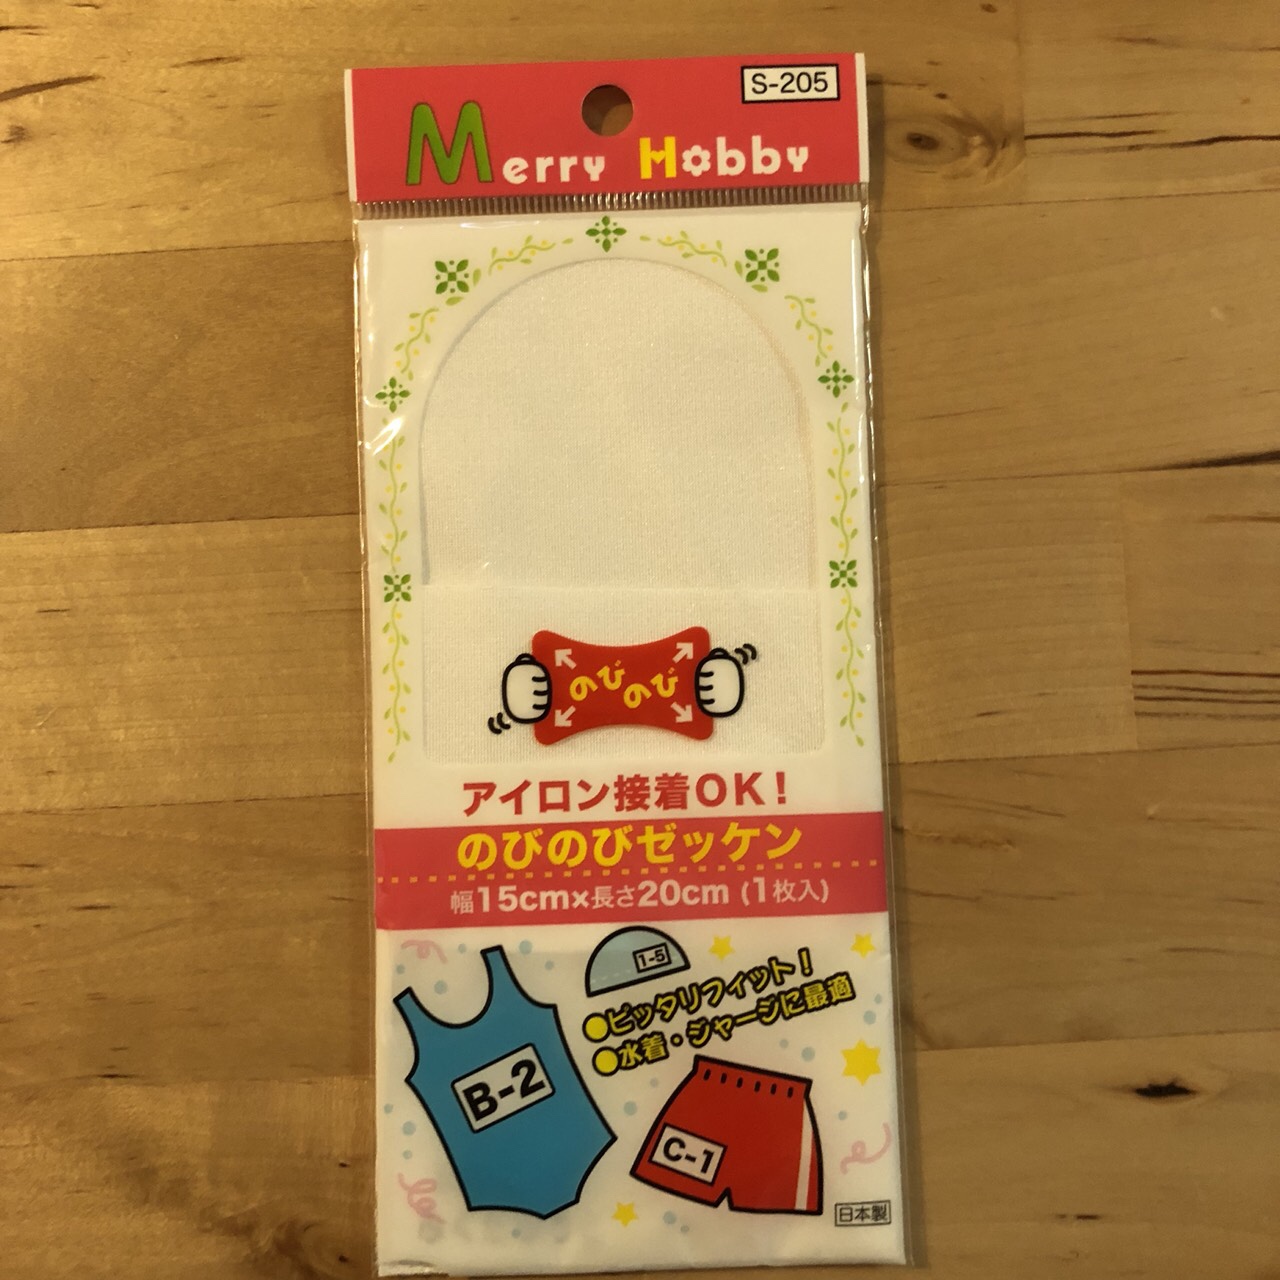 S-205
Merry Hobby
のびのび
アイロン接着OK!
のびのびゼッケン
幅15cm×長さ20cm (1枚入)
1-5
●ピッタリフィット!
●水着・ジャージに最適
B-2
C-1
日本製